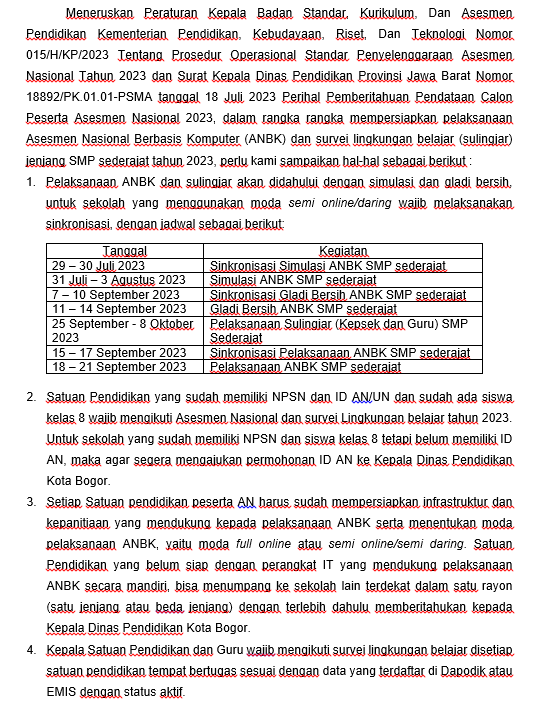 Meneruskan Peraturan Kepala Badan Standar, Kurikulum, Dan Asesmen
Pendidikan Kementerian Pendidikan, Kebudayaan, Riset, Dan Teknologi Nomor
015/H/KP/2023 Tentang Prosedur Operasional Standar Penyelenggaraan Asesmen
Nasional Tahun 2023 dan Surat Kepala Dinas Pendidikan Provinsi Jawa Barat Nomor
18892/PK.01.01-PSMA tanggal 18 Juli 2023 Perihal Pemberitahuan Pendataan Calon
Peserta Asesmen Nasional 2023, dalam rangka rangka mempersiapkan pelaksanaan
Asesmen Nasional Berbasis Komputer (ANBK) dan survei lingkungan belajar (sulingjar)
jenjang SMP sederajat tahun 2023, perlu kami sampaikan hal-hal sebagai berikut :
1. Pelaksanaan ANBK dan sulingjar akan didahului dengan simulasi dan gladi bersih,
untuk sekolah yang menggunakan moda semi online/daring wajib melaksanakan
sinkronisasi, dengan jadwal sebagai berikut:
Tanggal Kegiatan
29 – 30 Juli 2023 Sinkronisasi Simulasi ANBK SMP sederajat
31 Juli – 3 Agustus 2023 Simulasi ANBK SMP sederajat
7 – 10 September 2023 Sinkronisasi Gladi Bersih ANBK SMP sederajat
11 – 14 September 2023 Gladi Bersih ANBK SMP sederajat
25 September - 8 Oktober Pelaksanaan Sulingjar (Kepsek dan Guru) SMP
2023 Sederajat
15 – 17 September 2023 Sinkronisasi Pelaksanaan ANBK SMP sederajat
18 – 21 September 2023 Pelaksanaan ANBK SMP sederajat
2. Satuan Pendidikan yang sudah memiliki NPSN dan ID AN/UN dan sudah ada siswa
kelas 8 wajib mengikuti Asesmen Nasional dan survei Lingkungan belajar tahun 2023.
Untuk sekolah yang sudah memiliki NPSN dan siswa kelas 8 tetapi belum memiliki ID
AN, maka agar segera mengajukan permohonan ID AN ke Kepala Dinas Pendidikan
Kota Bogor.
3. Setiap Satuan pendidikan peserta AN harus sudah mempersiapkan infrastruktur dan
kepanitiaan yang mendukung kepada pelaksanaan ANBK serta menentukan moda
pelaksanaan ANBK, yaitu moda full online atau semi online/semi daring. Satuan
Pendidikan yang belum siap dengan perangkat IT yang mendukung pelaksanaan
ANBK secara mandiri, bisa menumpang ke sekolah lain terdekat dalam satu rayon
(satu jenjang atau beda jenjang) dengan terlebih dahulu memberitahukan kepada
Kepala Dinas Pendidikan Kota Bogor.
4. Kepala Satuan Pendidikan dan Guru wajib mengikuti survei lingkungan belajar disetiap
satuan pendidikan tempat bertugas sesuai dengan data yang terdaftar di Dapodik atau
EMIS dengan status aktif.